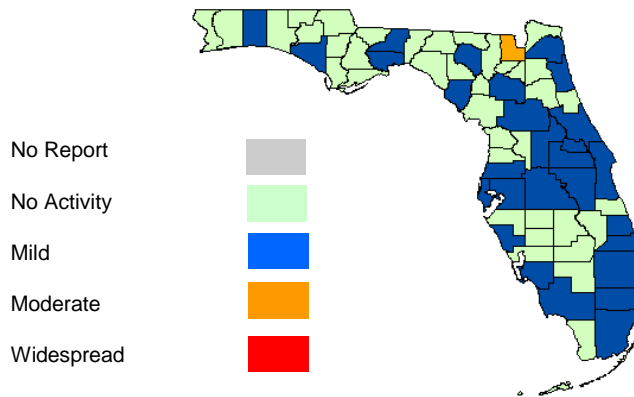 No Report
No Activity
Mild
Moderate
Widespread